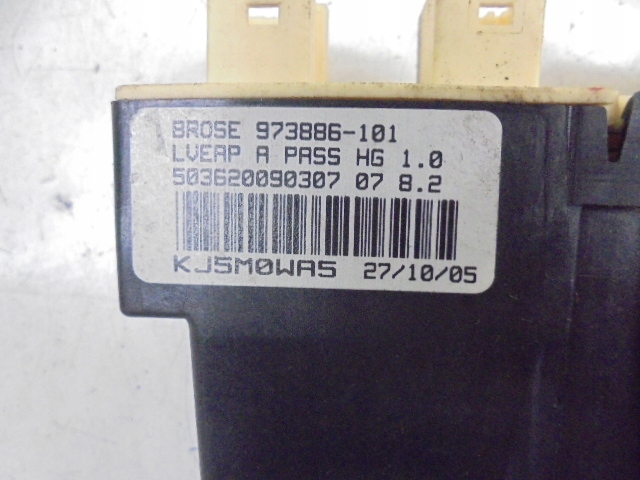 BROSE 973886-101
LVEAP A PASS HG 1.0
503620090307 07 8.2
KJ5M0WA5 27/10/05